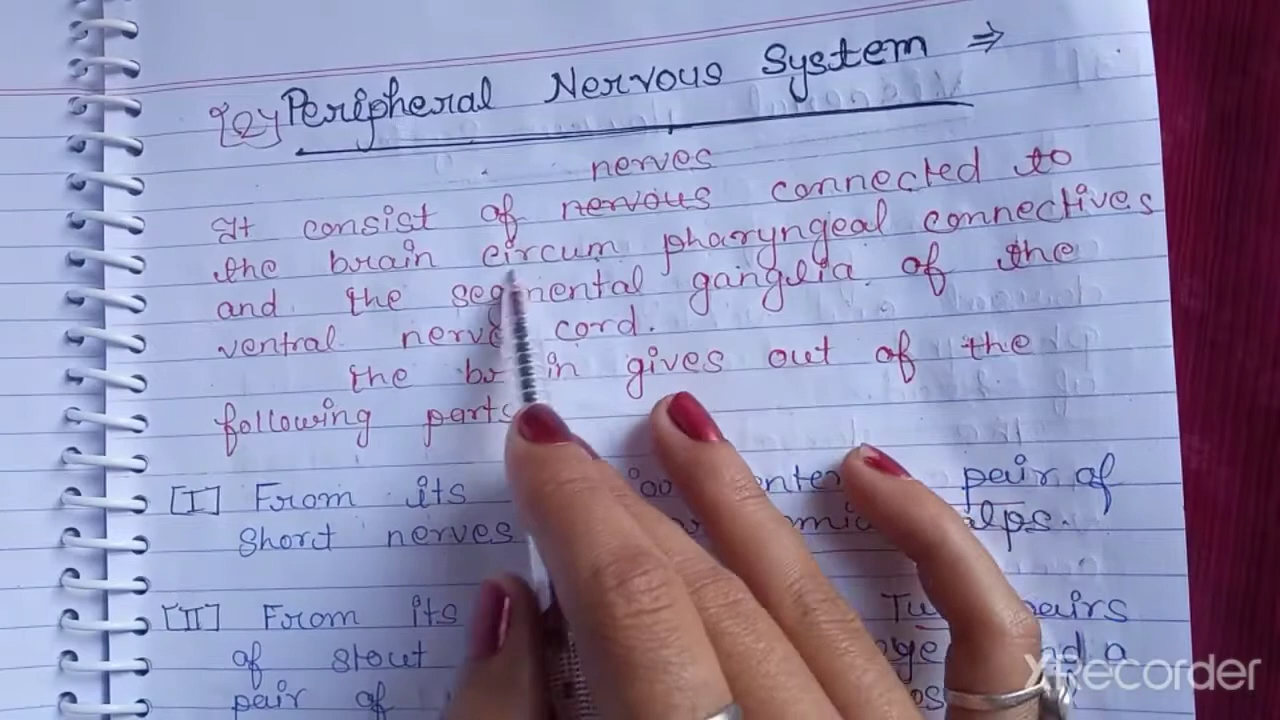 [2] Peripheral Nervous System ⇒
nerves
It consist of nervous connected to
the brain circum pharyngeal connectives
and the segmental ganglia of the
ventral nerve cord.
the in gives out of the
following parts
[I] From its pair of
Short nerves alps.
[II] From its pairs
of stout a
pair of
XRecorder